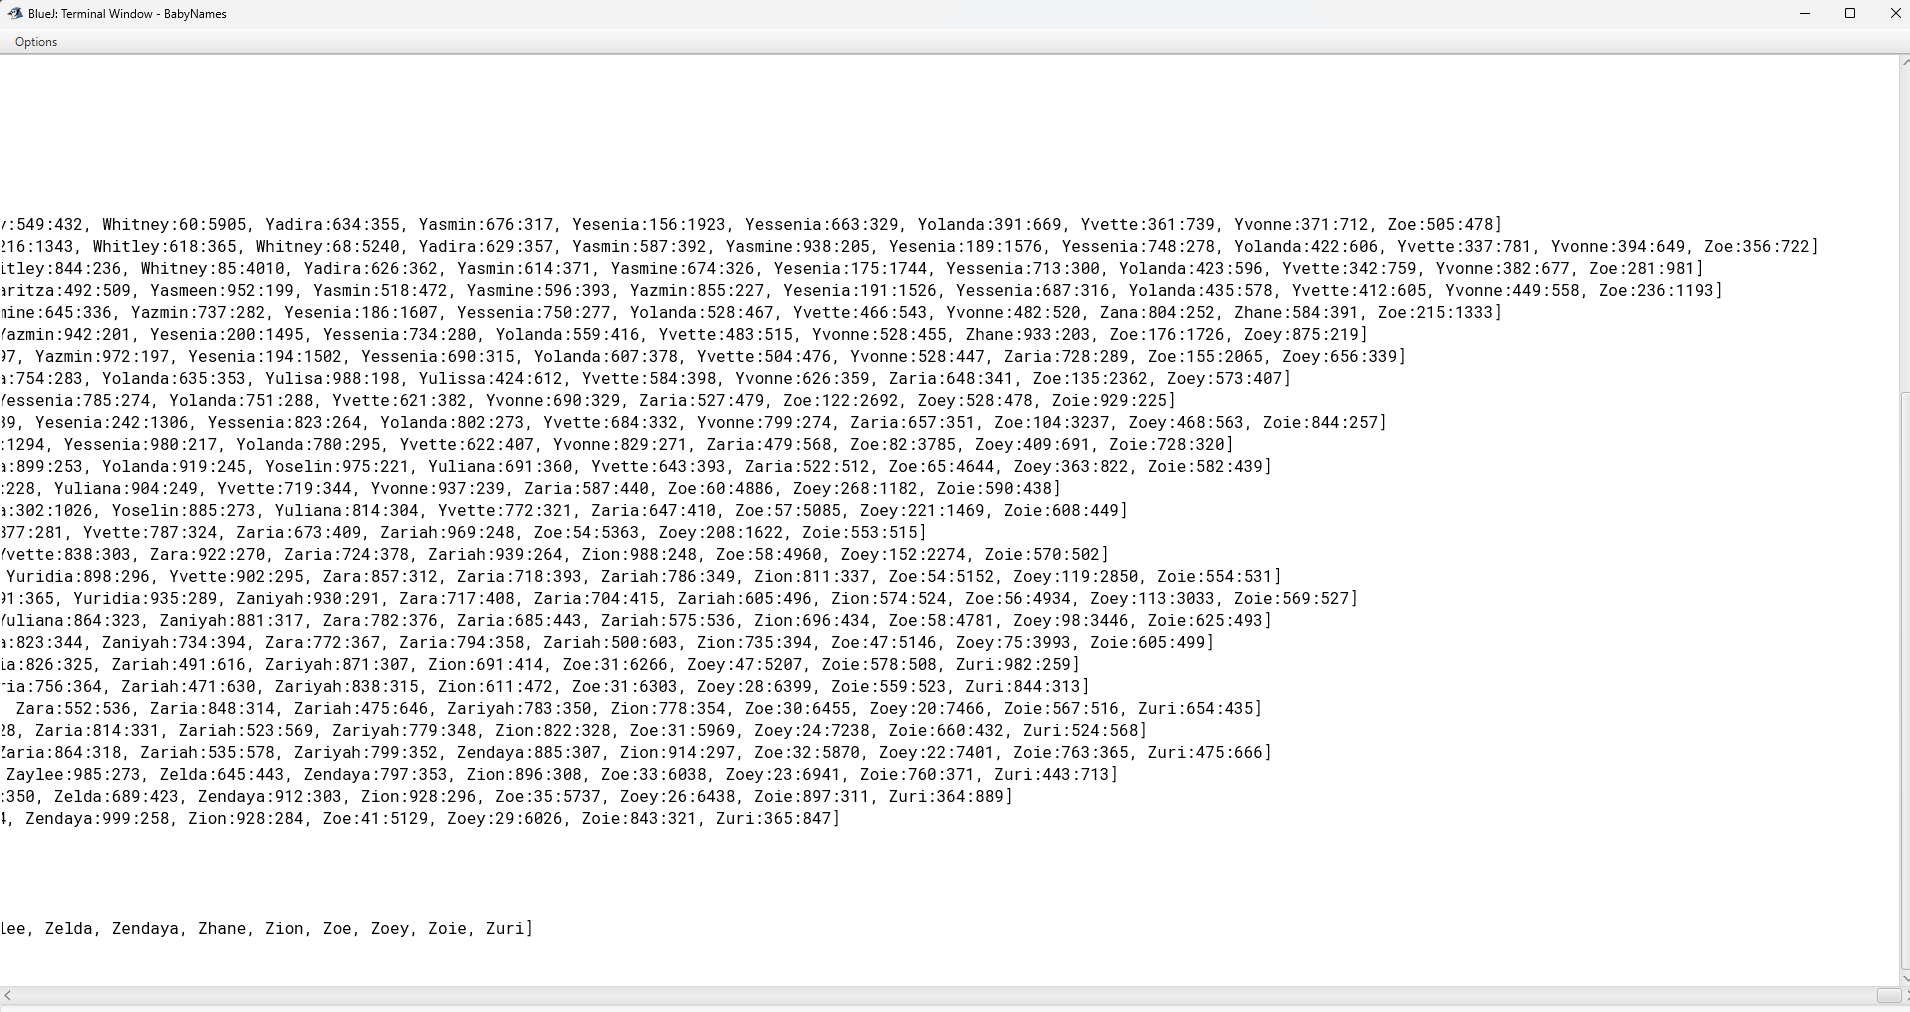 BlueJ: Terminal Window - BabyNames
Options
:549:432, Whitney:60:5905, Yadira:634:355, Yasmin:676:317, Yesenia:156:1923, Yessenia:663:329, Yolanda:391:669, Yvette:361:739, Yvonne:371:712, Zoe:505:478]
216:1343, Whitley:618:365, Whitney:68:5240, Yadira:629:357, Yasmin:587:392, Yasmine:938:205, Yesenia:189:1576, Yessenia:748:278, Yolanda:422:606, Yvette:337:781, Yvonne:394:649, Zoe:356:722]
itley:844:236, Whitney:85:4010, Yadira:626:362, Yasmin:614:371, Yasmine:674:326, Yesenia:175:1744, Yessenia:713:300, Yolanda:423:596, Yvette:342:759, Yvonne:382:677, Zoe:281:981]
aritza:492:509, Yasmeen:952:199, Yasmin:518:472, Yasmine:596:393, Yazmin:855:227, Yesenia:191:1526, Yessenia:687:316, Yolanda:435:578, Yvette:412:605, Yvonne:449:558, Zoe:236:1193]
mine:645:336, Yazmin:737:282, Yesenia:186:1607, Yessenia:750:277, Yolanda:528:467, Yvette:466:543, Yvonne:482:520, Zana:804:252, Zhane:584:391, Zoe:215:1333]
Yazmin:942:201, Yesenia:200:1495, Yessenia:734:280, Yolanda:559:416, Yvette:483:515, Yvonne:528:455, Zhane:933:203, Zoe:176:1726, Zoey:875:219]
97, Yazmin:972:197, Yesenia:194:1502, Yessenia:690:315, Yolanda:607:378, Yvette:504:476, Yvonne:528:447, Zaria:728:289, Zoe:155:2065, Zoey:656:339]
a:754:283, Yolanda:635:353, Yulisa:988:198, Yulissa:424:612, Yvette:584:398, Yvonne:626:359, Zaria:648:341, Zoe:135:2362, Zoey:573:407]
Yessenia:785:274, Yolanda:751:288, Yvette:621:382, Yvonne:690:329, Zaria:527:479, Zoe:122:2692, Zoey:528:478, Zoie:929:225]
39, Yesenia:242:1306, Yessenia:823:264, Yolanda:802:273, Yvette:684:332, Yvonne:799:274, Zaria:657:351, Zoe:104:3237, Zoey:468:563, Zoie:844:257]
:1294, Yessenia:980:217, Yolanda:780:295, Yvette:622:407, Yvonne:829:271, Zaria:479:568, Zoe:82:3785, Zoey:409:691, Zoie:728:320]
a:899:253, Yolanda:919:245, Yoselin:975:221, Yuliana:691:360, Yvette:643:393, Zaria:522:512, Zoe:65:4644, Zoey:363:822, Zoie:582:439]
:228, Yuliana:904:249, Yvette:719:344, Yvonne:937:239, Zaria:587:440, Zoe:60:4886, Zoey:268:1182, Zoie:590:438]
a:302:1026, Yoselin:885:273, Yuliana:814:304, Yvette:772:321, Zaria:647:410, Zoe:57:5085, Zoey:221:1469, Zoie:608:449]
877:281, Yvette:787:324, Zaria:673:409, Zariah:969:248, Zoe:54:5363, Zoey:208:1622, Zoie:553:515]
Yvette:838:303, Zara:922:270, Zaria:724:378, Zariah:939:264, Zion:988:248, Zoe:58:4960, Zoey:152:2274, Zoie:570:502]
Yuridia:898:296, Yvette:902:295, Zara:857:312, Zaria:718:393, Zariah:786:349, Zion:811:337, Zoe:54:5152, Zoey:119:2850, Zoie:554:531]
91:365, Yuridia:935:289, Zaniyah:930:291, Zara:717:408, Zaria:704:415, Zariah:605:496, Zion:574:524, Zoe:56:4934, Zoey:113:3033, Zoie:569:527]
Yuliana:864:323, Zaniyah:881:317, Zara:782:376, Zaria:685:443, Zariah:575:536, Zion:696:434, Zoe:58:4781, Zoey:98:3446, Zoie:625:493]
a:823:344, Zaniyah:734:394, Zara:772:367, Zaria:794:358, Zariah:500:603, Zion:735:394, Zoe:47:5146, Zoey:75:3993, Zoie:605:499]
ia:826:325, Zariah:491:616, Zariyah:871:307, Zion:691:414, Zoe:31:6266, Zoey:47:5207, Zoie:578:508, Zuri:982:259]
ria:756:364, Zariah:471:630, Zariyah:838:315, Zion:611:472, Zoe:31:6303, Zoey:28:6399, Zoie:559:523, Zuri:844:313]
Zara:552:536, Zaria:848:314, Zariah:475:646, Zariyah:783:350, Zion:778:354, Zoe:30:6455, Zoey:20:7466, Zoie:567:516, Zuri:654:435]
28, Zaria:814:331, Zariah:523:569, Zariyah:779:348, Zion:822:328, Zoe:31:5969, Zoey:24:7238, Zoie:660:432, Zuri:524:568]
Zaria:864:318, Zariah:535:578, Zariyah:799:352, Zendaya:885:307, Zion:914:297, Zoe:32:5870, Zoey:22:7401, Zoie:763:365, Zuri:475:666]
Zaylee:985:273, Zelda:645:443, Zendaya:797:353, Zion:896:308, Zoe:33:6038, Zoey:23:6941, Zoie:760:371, Zuri:443:713]
:350, Zelda:689:423, Zendaya:912:303, Zion:928:296, Zoe:35:5737, Zoey:26:6438, Zoie:897:311, Zuri:364:889]
4, Zendaya:999:258, Zion:928:284, Zoe:41:5129, Zoey:29:6026, Zoie:843:321, Zuri:365:847]
lee, Zelda, Zendaya, Zhane, Zion, Zoe, Zoey, Zoie, Zuri]